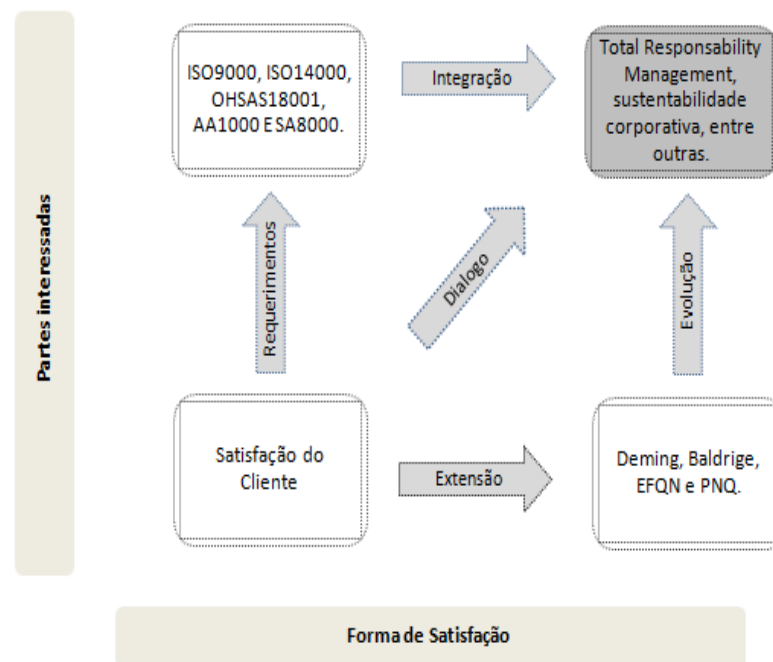 Partes interessadas
ISO9000, ISO14000,
OHSAS18001,
AA1000 E SA8000.
Integração
Total Responsability
Management,
sustentabilidade
corporativa, entre
outras.
Requerimentos
Dialogo
Evolução
Satisfação do
Cliente
Extensão
Deming, Baldrige,
EFQN e PNQ.
Forma de Satisfação